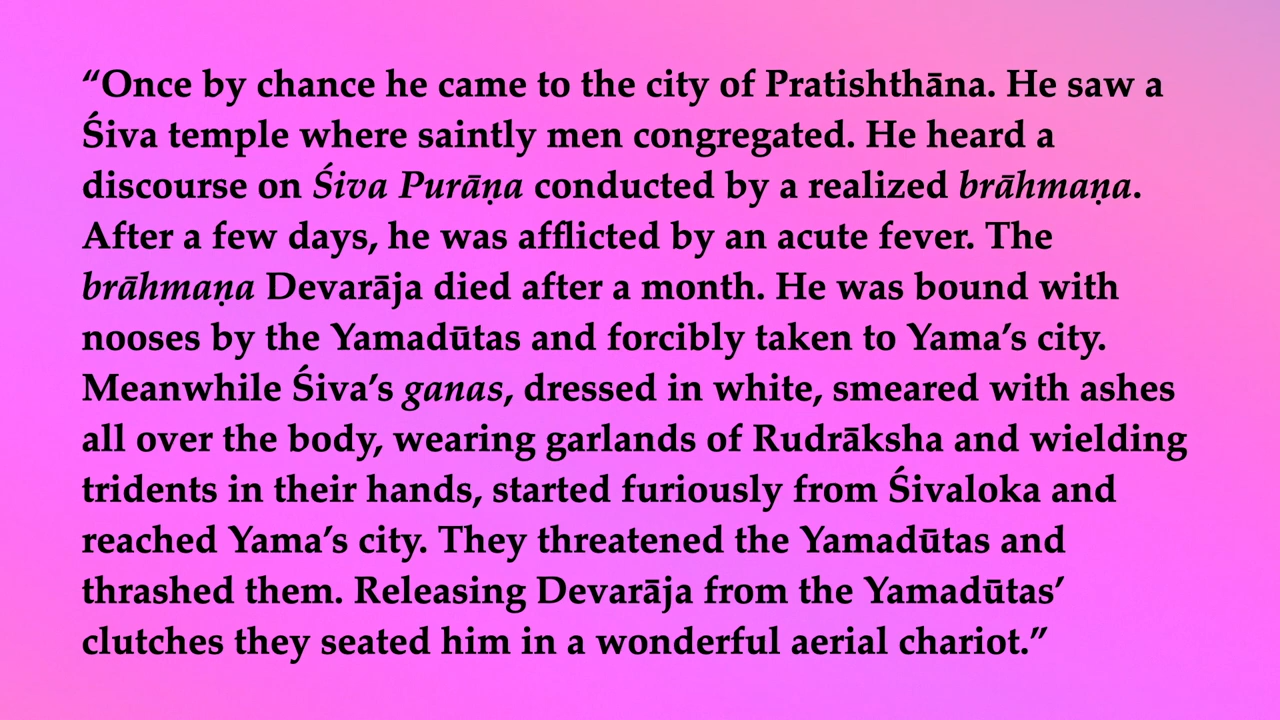 “Once by chance he came to the city of Pratishthāna. He saw a
Śiva temple where saintly men congregated. He heard a
discourse on Śiva Purāṇa conducted by a realized brāhmaṇa.
After a few days, he was afflicted by an acute fever. The
brāhmaṇa Devarāja died after a month. He was bound with
nooses by the Yamadūtas and forcibly taken to Yama’s city.
Meanwhile Śiva’s ganas, dressed in white, smeared with ashes
all over the body, wearing garlands of Rudrāksha and wielding
tridents in their hands, started furiously from Śivaloka and
reached Yama’s city. They threatened the Yamadūtas and
thrashed them. Releasing Devarāja from the Yamadūtas’
clutches they seated him in a wonderful aerial chariot.”